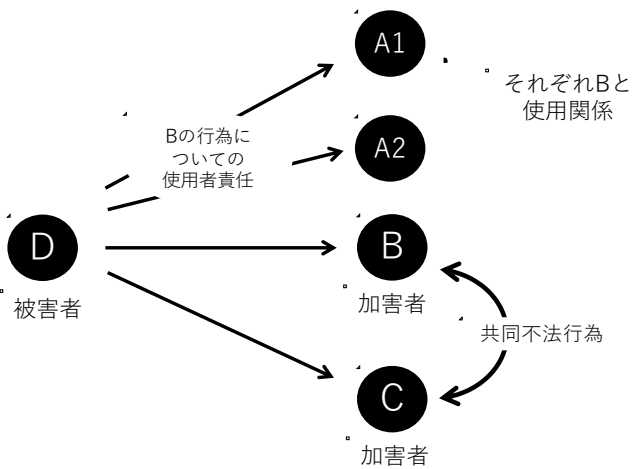 A1
それぞれBと
使用関係
Bの行為に
ついての
使用者責任
A2
D
被害者
B
加害者
共同不法行為
C
加害者